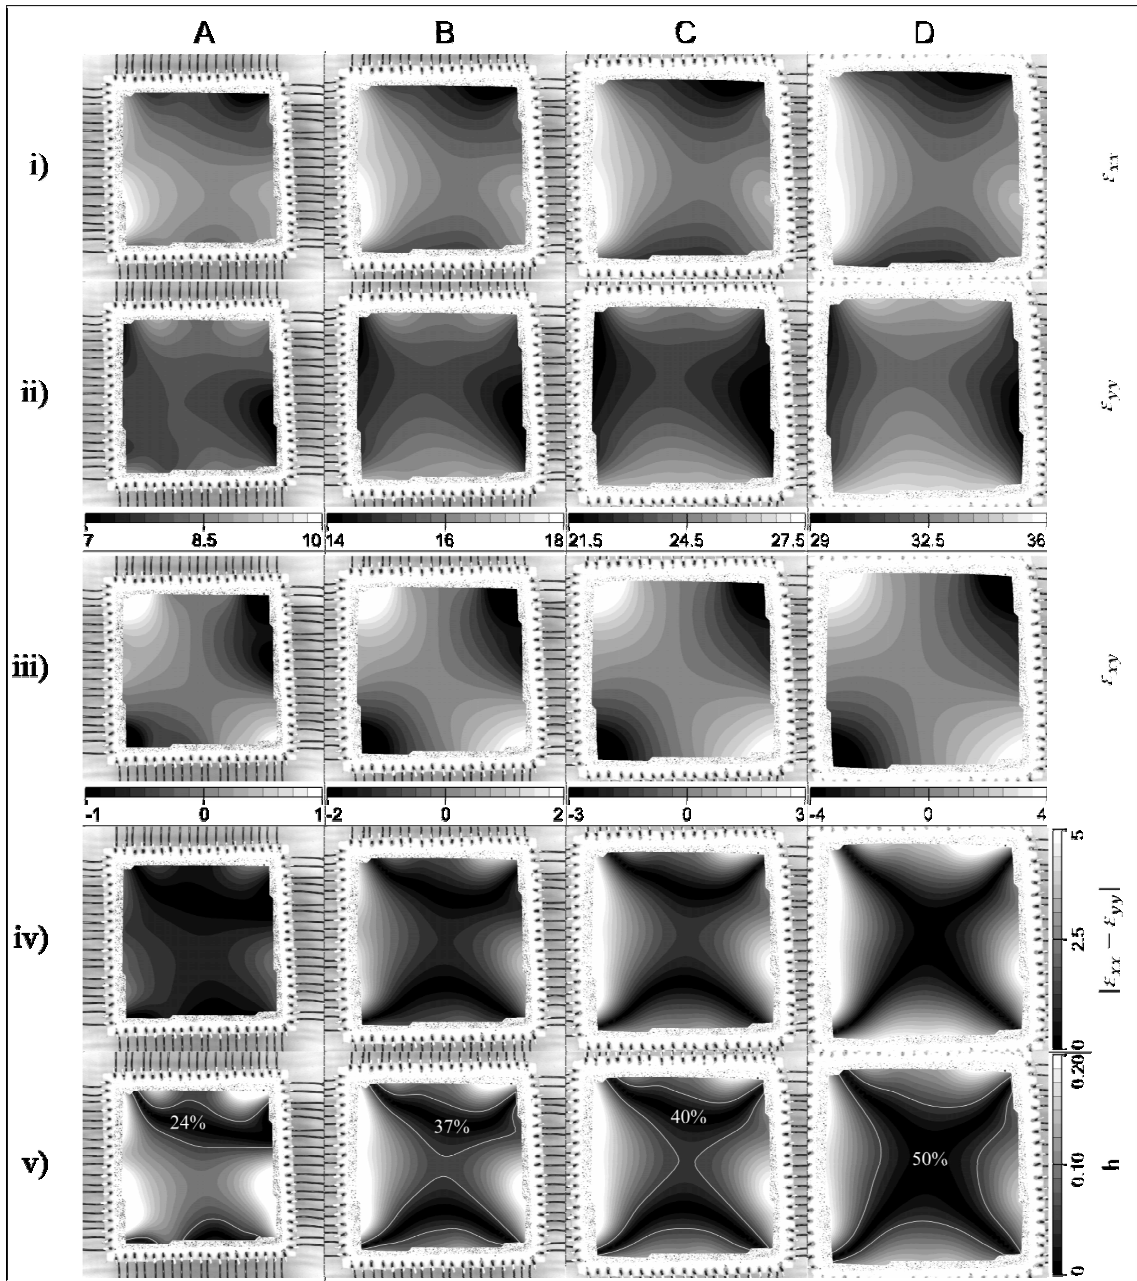 A B C D
i) εxx
ii) εyy
7 8.5 10 14 16 18 21.5 24.5 27.5 29 32.5 36
iii) εxy
-1 0 1 -2 0 2 -3 0 3 -4 0 4
iv) 0 2.5 5 |εxx − εyy|
v) 24% 37% 40% 50% 0 0.10 0.20 h